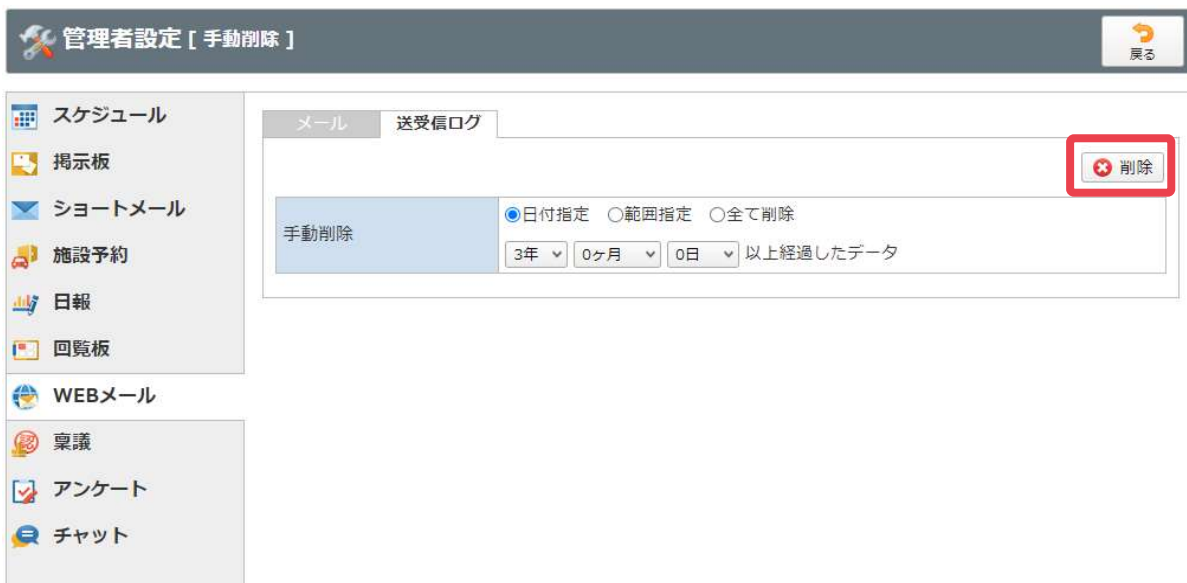 管理者設定 [ 手動削除 ]
戻る
スケジュール
掲示板
ショートメール
施設予約
日報
回覧板
WEBメール
稟議
アンケート
チャット
メール 送受信ログ
削除
手動削除
日付指定 範囲指定 全て削除
3年 0ヶ月 0日 以上経過したデータ